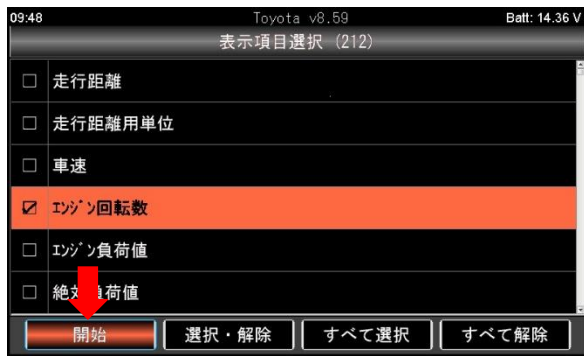 09:48 Toyota v8.59 Batt: 14.36 V
表示項目選択 (212)
走行距離
走行距離用単位
車速
ｴﾝｼﾞﾝ回転数
ｴﾝｼﾞﾝ負荷値
絶対負荷値
開始 選択・解除 すべて選択 すべて解除